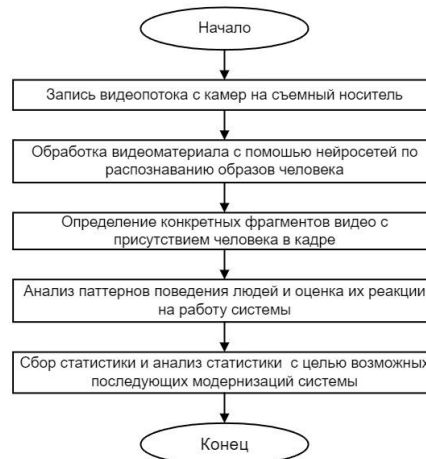 Начало
Запись видеопотока с камер на съемный носитель
Обработка видеоматериала с помощью нейросетей по
распознаванию образов человека
Определение конкретных фрагментов видео с
присутствием человека в кадре
Анализ паттернов поведения людей и оценка их реакции
на работу системы
Сбор статистики и анализ статистики с целью возможных
последующих модернизаций системы
Конец